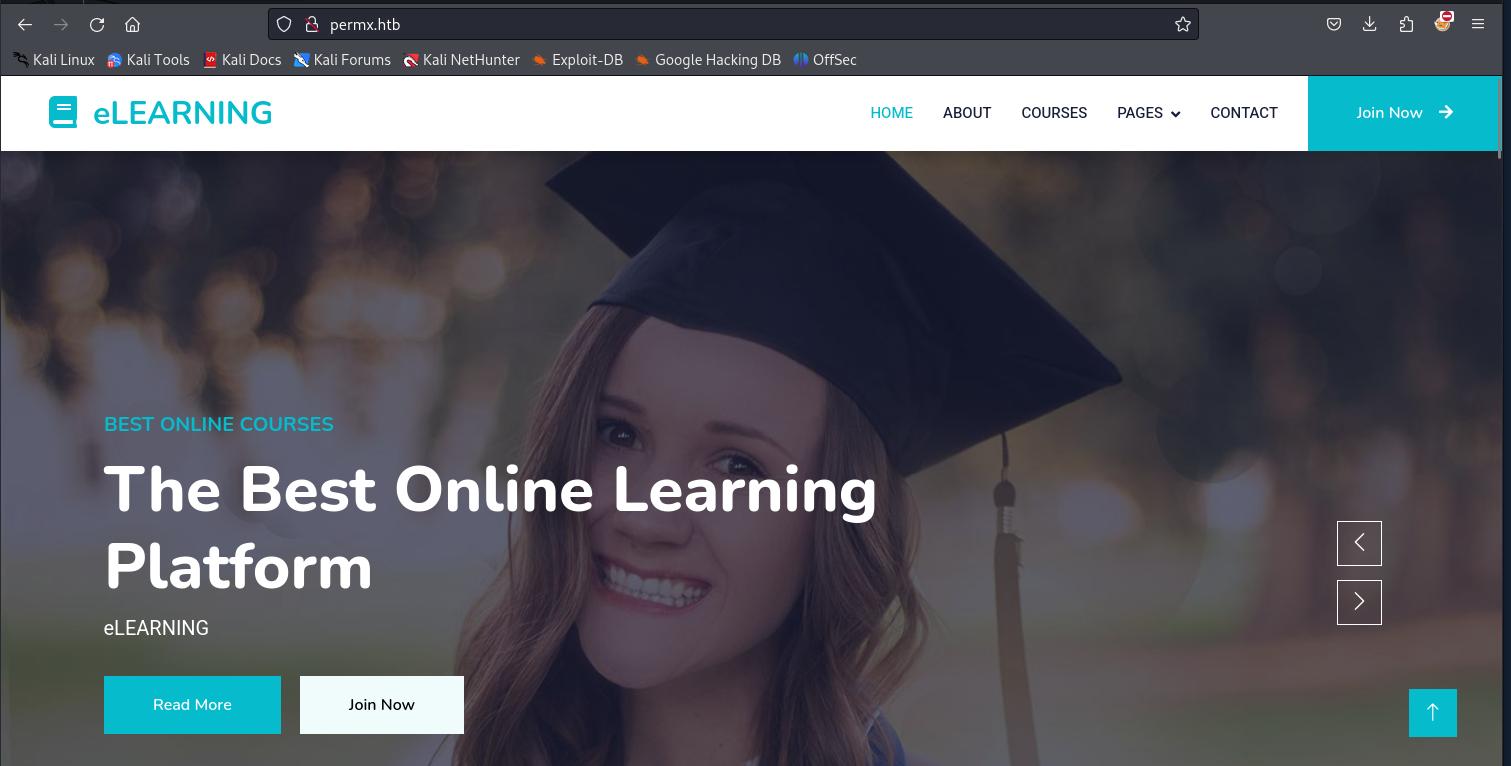 permx.htb
Kali Linux Kali Tools Kali Docs Kali Forums Kali NetHunter Exploit-DB Google Hacking DB OffSec
eLEARNING HOME ABOUT COURSES PAGES CONTACT Join Now
BEST ONLINE COURSES
The Best Online Learning
Platform
eLEARNING
Read More Join Now